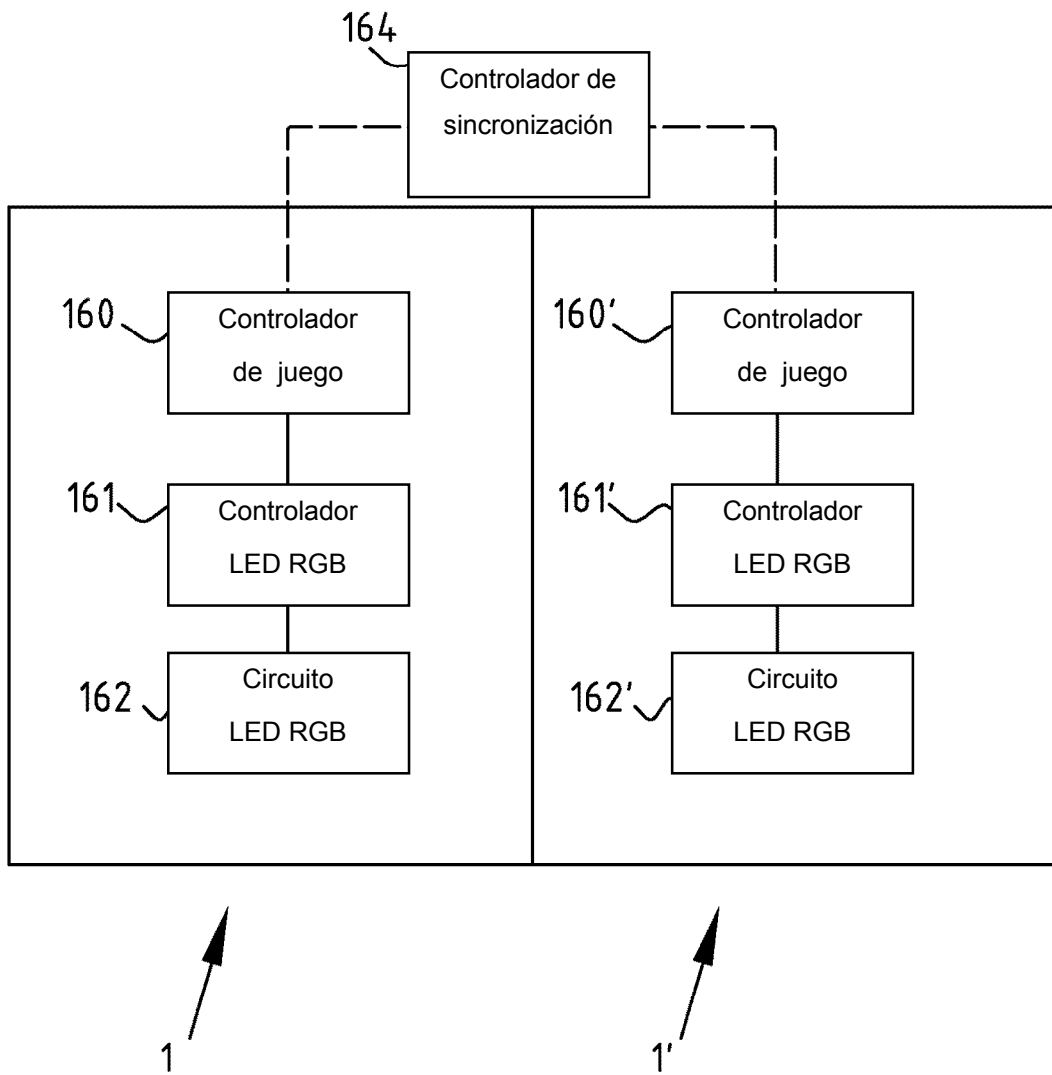 164
Controlador de
sincronización
160
Controlador
de juego
160′
Controlador
de juego
161
Controlador
LED RGB
161′
Controlador
LED RGB
162
Circuito
LED RGB
162′
Circuito
LED RGB
1
1′